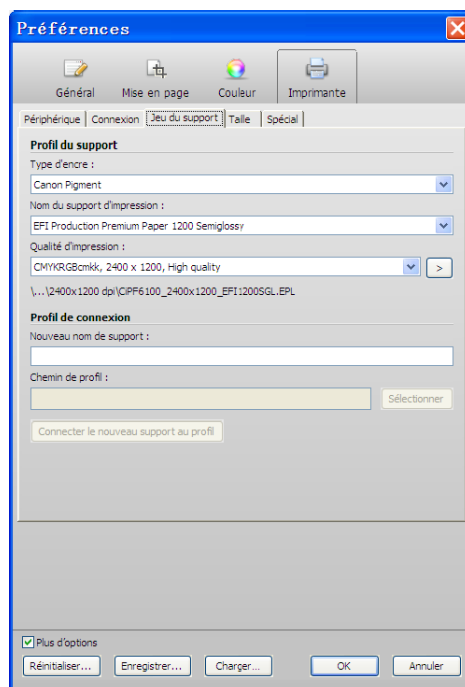 Préférences
Général Mise en page Couleur Imprimante
Périphérique Connexion Jeu du support Taille Spécial
Profil du support
Type d'encre :
Canon Pigment
Nom du support d'impression :
EFI Production Premium Paper 1200 Semiglossy
Qualité d'impression :
CMYKRGBcmkk, 2400 x 1200, High quality
>
\...\2400x1200 dpi\CiPF6100_2400x1200_EFI1200SGL.EPL
Profil de connexion
Nouveau nom de support :
Chemin de profil :
Sélectionner
Connecter le nouveau support au profil
Plus d'options
Réinitialiser... Enregistrer... Charger... OK Annuler